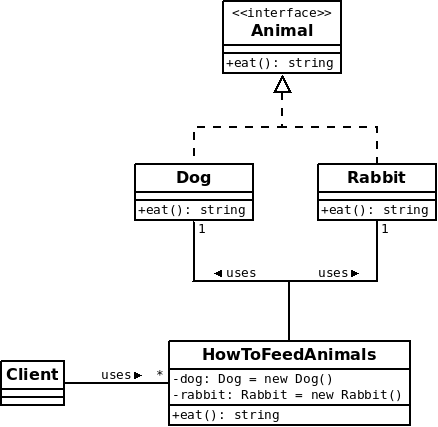 <<interface>>
Animal
+eat(): string
Dog
+eat(): string
Rabbit
+eat(): string
1
1
uses
uses
Client
uses
*
HowToFeedAnimals
-dog: Dog = new Dog()
-rabbit: Rabbit = new Rabbit()
+eat(): string